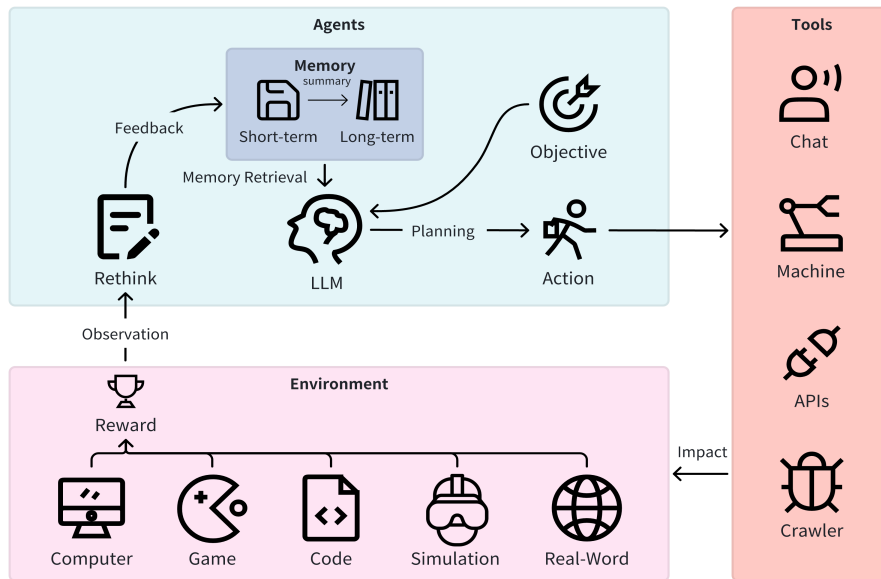 Agents
Tools
Memory
summary
Short-term
Long-term
Feedback
Memory Retrieval
Objective
Chat
Rethink
LLM
Planning
Action
Machine
Observation
Environment
Reward
APIs
Impact
Computer
Game
Code
Simulation
Real-Word
Crawler